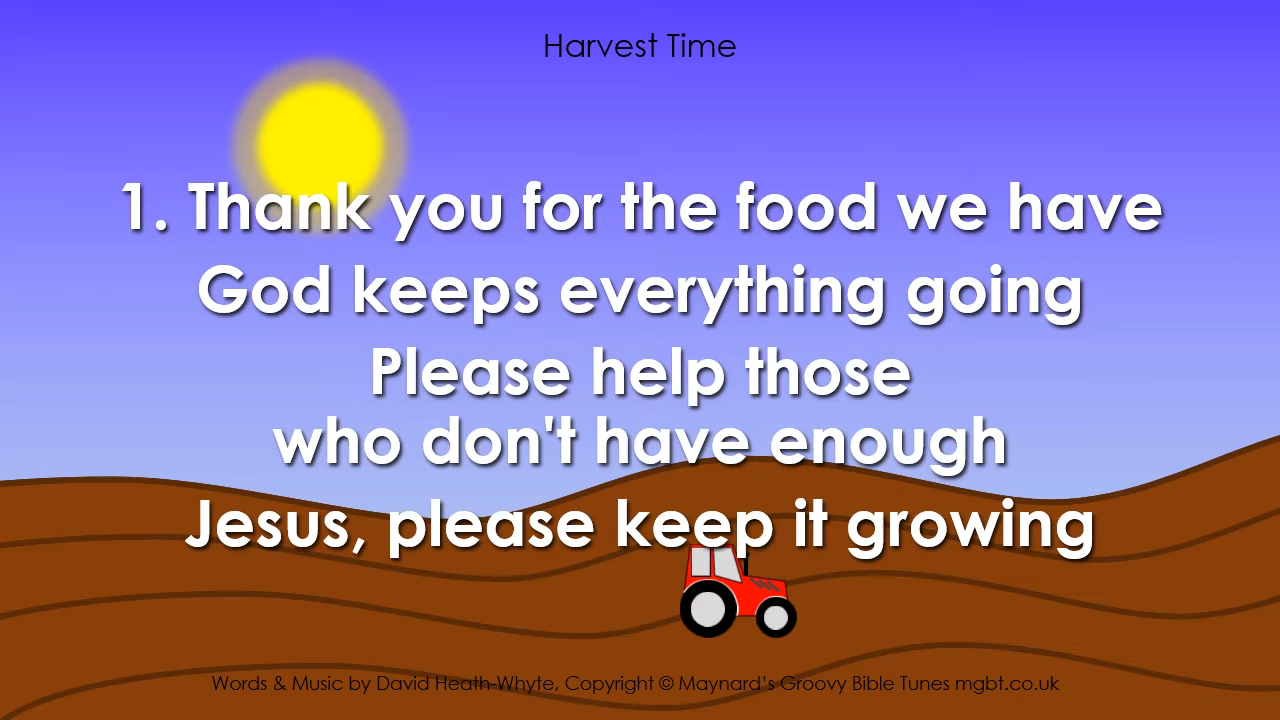 Harvest Time
1. Thank you for the food we have
God keeps everything going
Please help those
who don't have enough
Jesus, please keep it growing
Words & Music by David Heath-Whyte, Copyright © Maynard’s Groovy Bible Tunes mgbt.co.uk